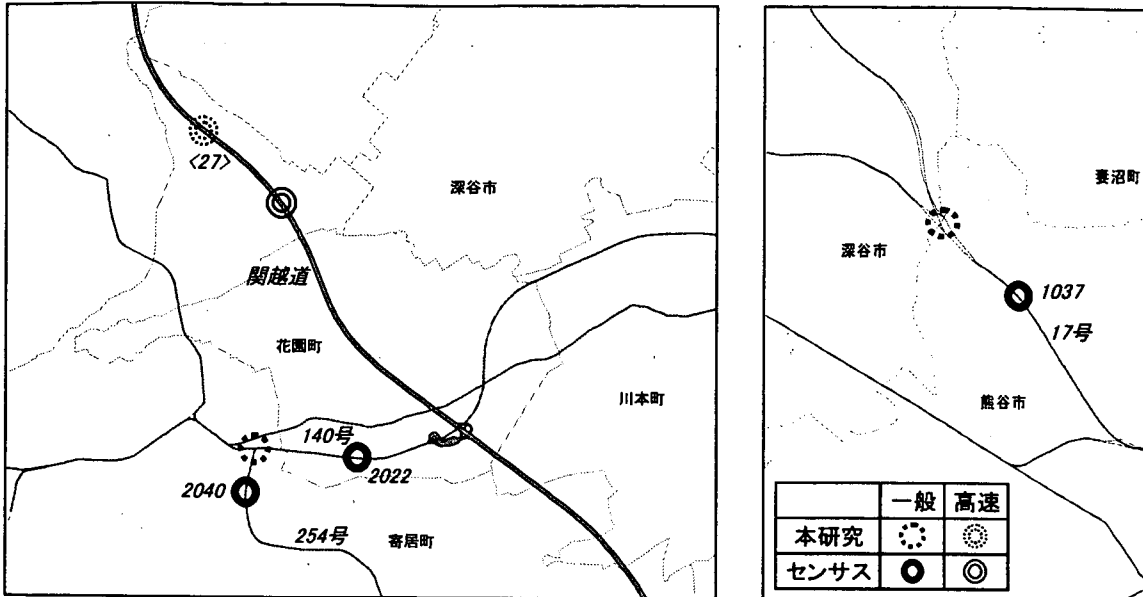 <27>
深谷市
関越道
花園町
川本町
140号
2022
2040
254号
寄居町
妻沼町
深谷市
1037
17号
熊谷市
一般 高速
本研究
センサス